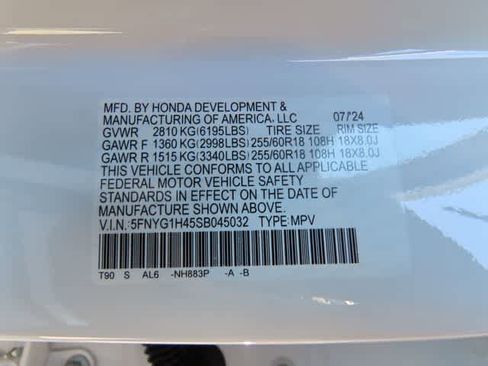 MFD. BY HONDA DEVELOPMENT &
MANUFACTURING OF AMERICA, LLC 07/24
GVWR 2810 KG(6195LBS) TIRE SIZE RIM SIZE
GAWR F 1360 KG(2998LBS) 255/60R18 108H 18X8.0J
GAWR R 1515 KG(3340LBS) 255/60R18 108H 18X8.0J
THIS VEHICLE CONFORMS TO ALL APPLICABLE
FEDERAL MOTOR VEHICLE SAFETY
STANDARDS IN EFFECT ON THE DATE OF
MANUFACTURE SHOWN ABOVE.
V.I.N.: 5FNYG1H45SB045032 TYPE:MPV
T90 S AL6 -NH883P -A -B